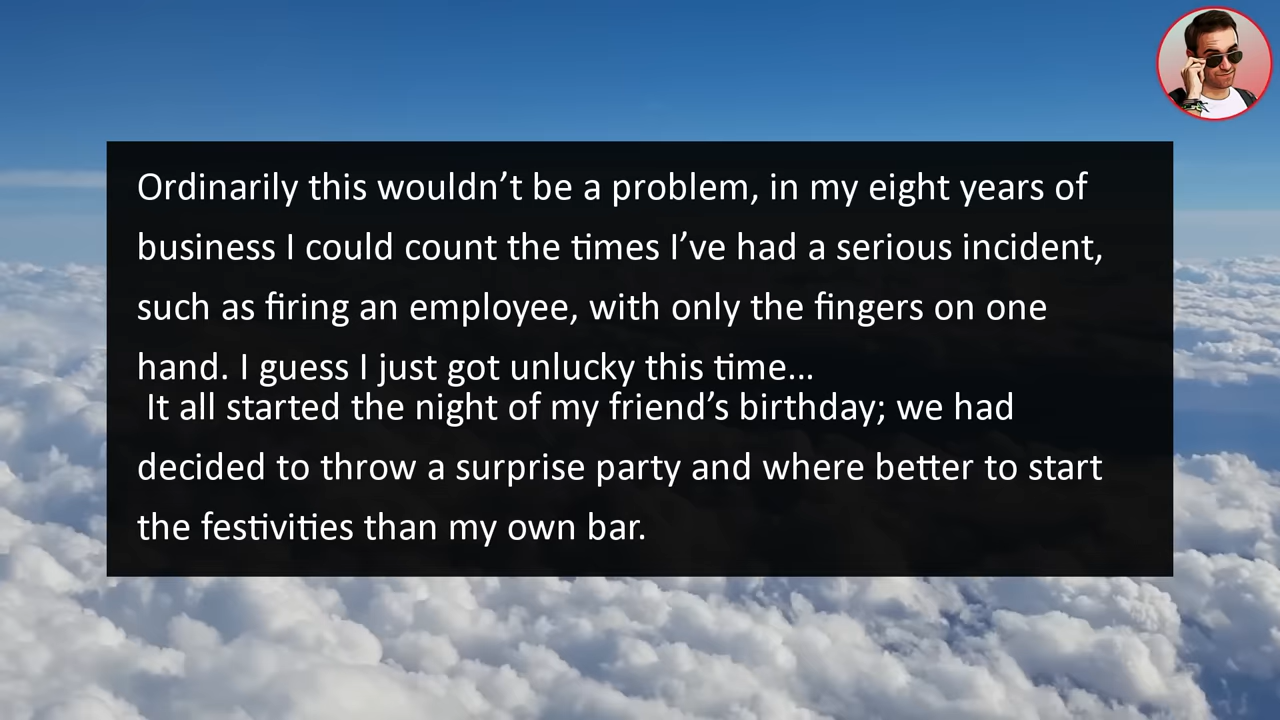 Ordinarily this wouldn’t be a problem, in my eight years of
business I could count the times I’ve had a serious incident,
such as firing an employee, with only the fingers on one
hand. I guess I just got unlucky this time…
It all started the night of my friend’s birthday; we had
decided to throw a surprise party and where better to start
the festivities than my own bar.